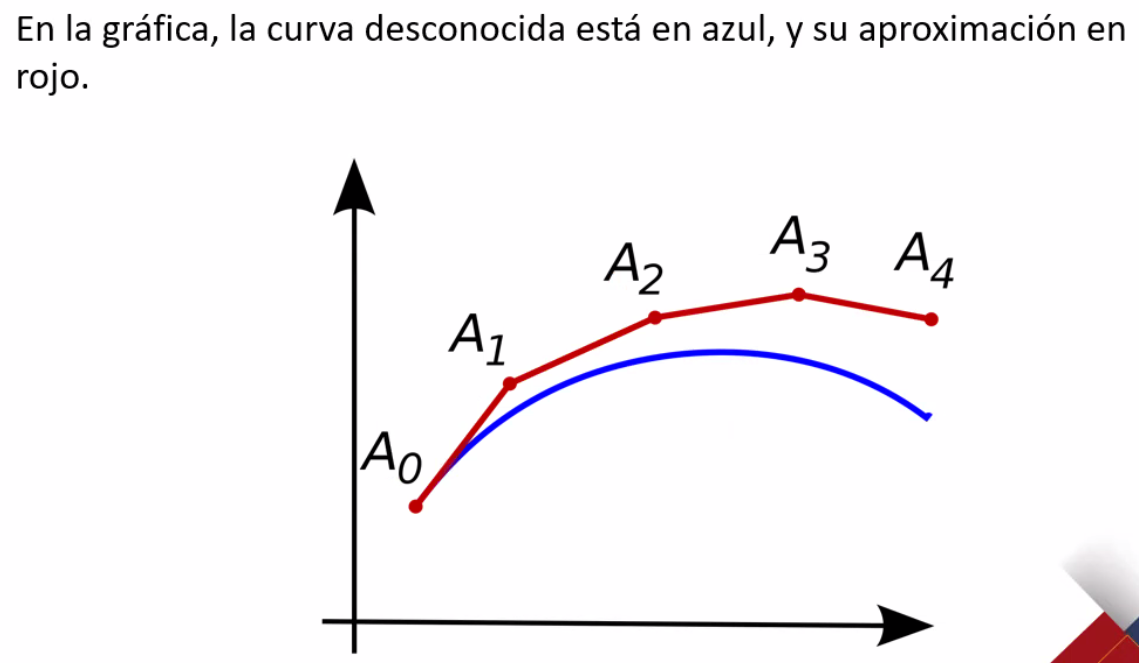 En la gráfica, la curva desconocida está en azul, y su aproximación en
rojo.
A₃
A₄
A₂
A₁
A₀